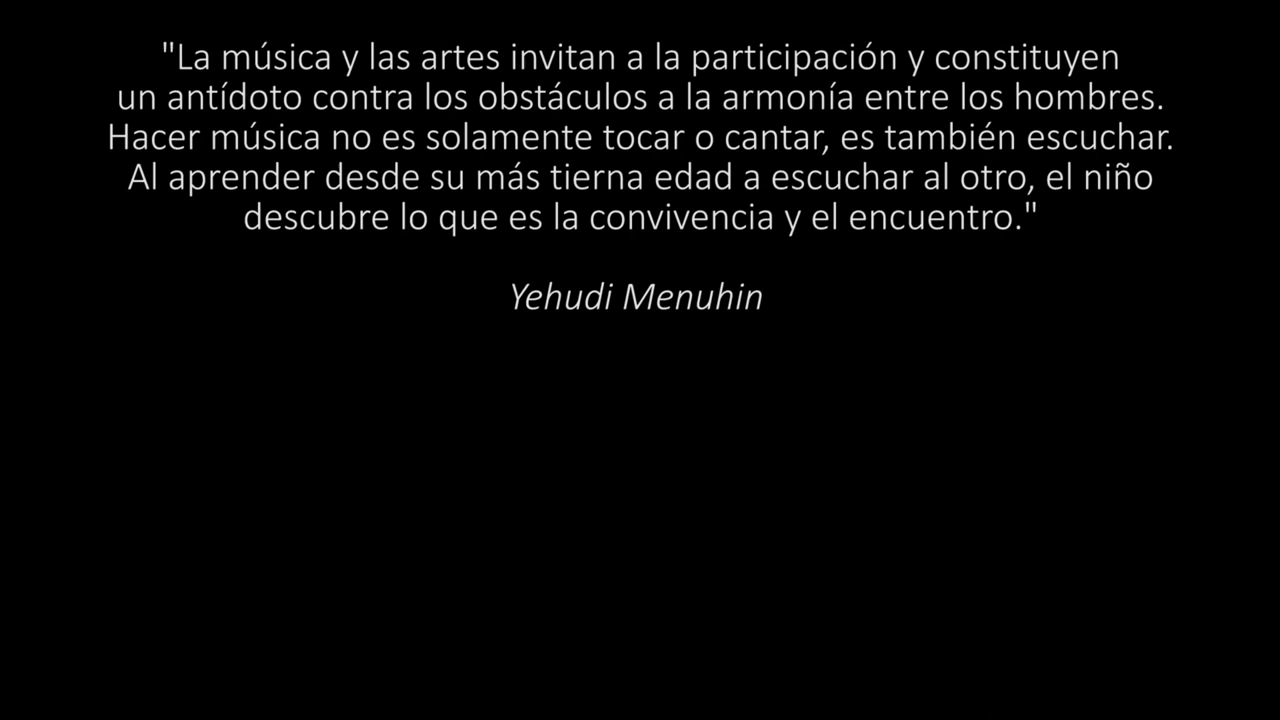 "La música y las artes invitan a la participación y constituyen
un antídoto contra los obstáculos a la armonía entre los hombres.
Hacer música no es solamente tocar o cantar, es también escuchar.
Al aprender desde su más tierna edad a escuchar al otro, el niño
descubre lo que es la convivencia y el encuentro."
Yehudi Menuhin